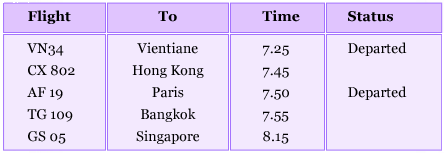 Flight To Time Status
VN34 Vientiane 7.25 Departed
CX 802 Hong Kong 7.45
AF 19 Paris 7.50 Departed
TG 109 Bangkok 7.55
GS 05 Singapore 8.15